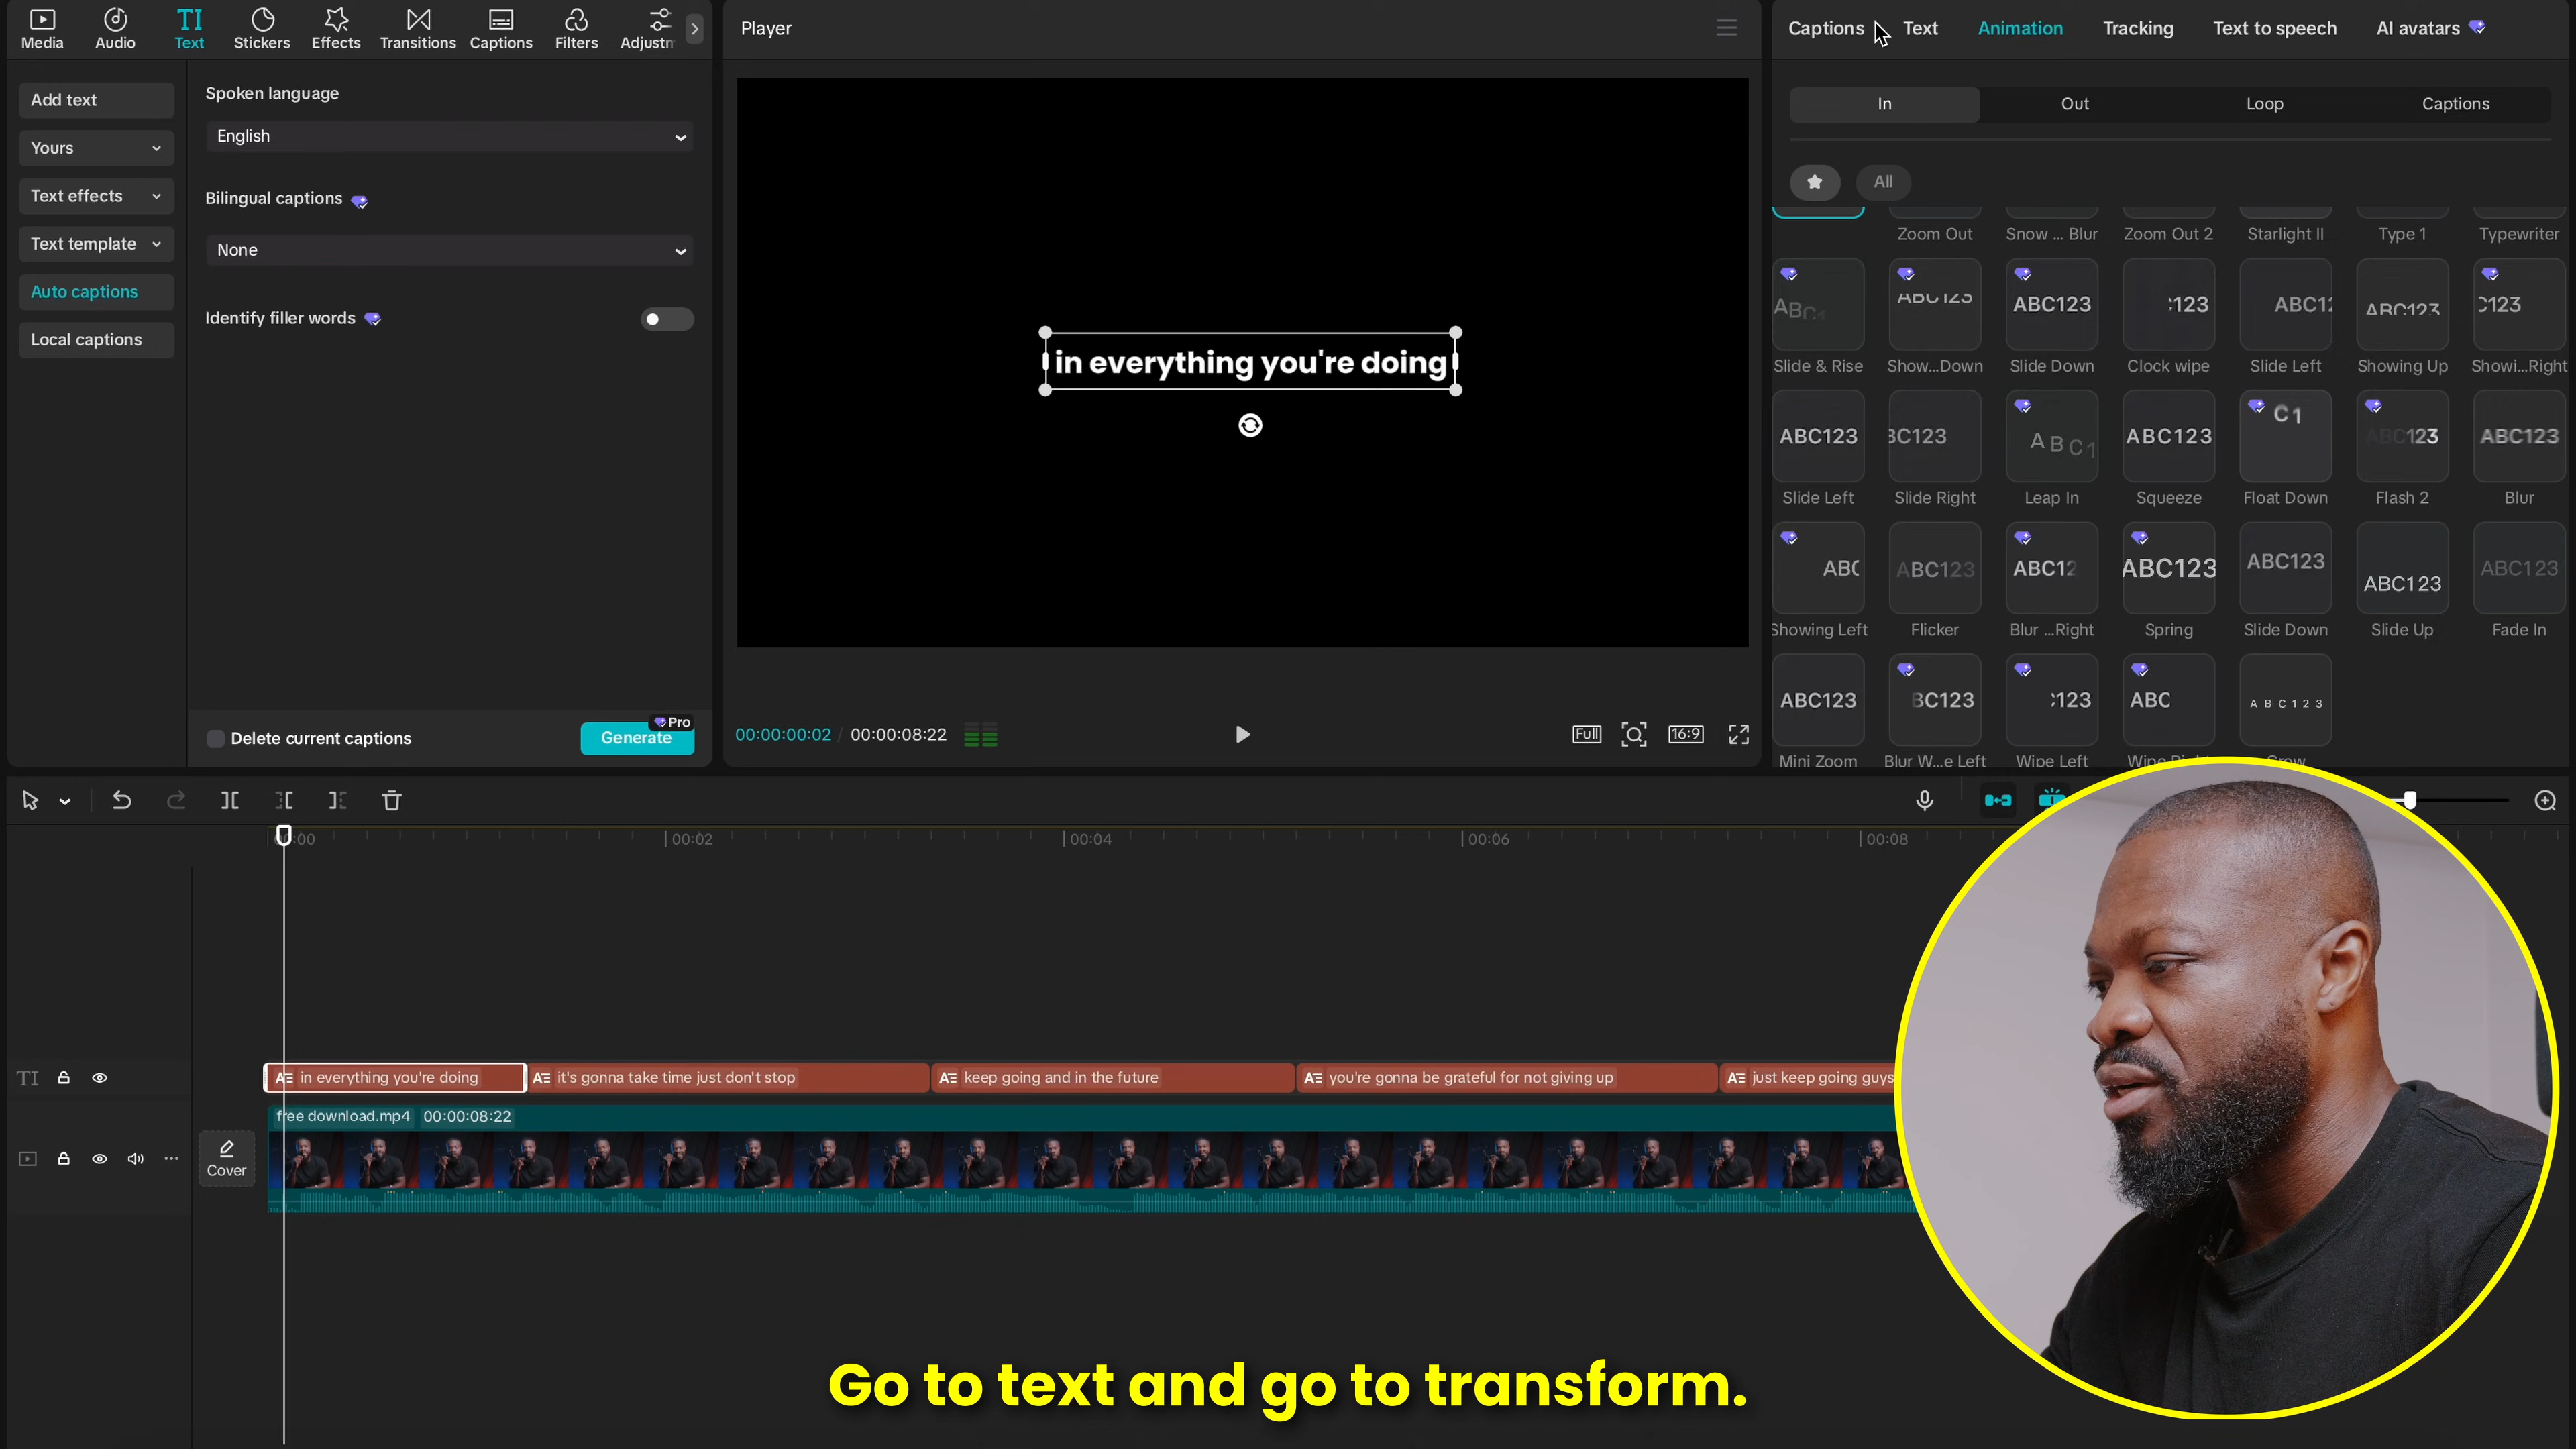 Media
Audio
TI
Text
Stickers
Effects
Transitions
Captions
Filters
Adjustm
Add text
Yours
Text effects
Text template
Auto captions
Local captions
Spoken language
English
Bilingual captions
None
Identify filler words
Delete current captions
Pro
Generate
Player
in everything you're doing
00:00:00:02 / 00:00:08:22
Full
16:9
Captions
Text
Animation
Tracking
Text to speech
AI avatars
In
Out
Loop
Captions
All
Zoom Out
Snow ... Blur
Zoom Out 2
Starlight II
Type 1
Typewriter
ABC1
ABC123
ABC123
:123
ABC12
ABC123
C123
Slide & Rise
Show...Down
Slide Down
Clock wipe
Slide Left
Showing Up
Showi...Right
ABC123
BC123
ABC1
ABC123
C1
ABC123
ABC123
Slide Left
Slide Right
Leap In
Squeeze
Float Down
Flash 2
Blur
ABC
ABC123
ABC12
ABC123
ABC123
ABC123
ABC123
Showing Left
Flicker
Blur ...Right
Spring
Slide Down
Slide Up
Fade In
ABC123
BC123
:123
ABC
ABC123
Mini Zoom
Blur W...e Left
Wipe Left
Wipe Right
Grow
00:00
00:02
00:04
00:06
00:08
TI
A in everything you're doing
A it's gonna take time just don't stop
A keep going and in the future
A you're gonna be grateful for not giving up
A just keep going guys
free download.mp4 00:00:08:22
Cover
Go to text and go to transform.